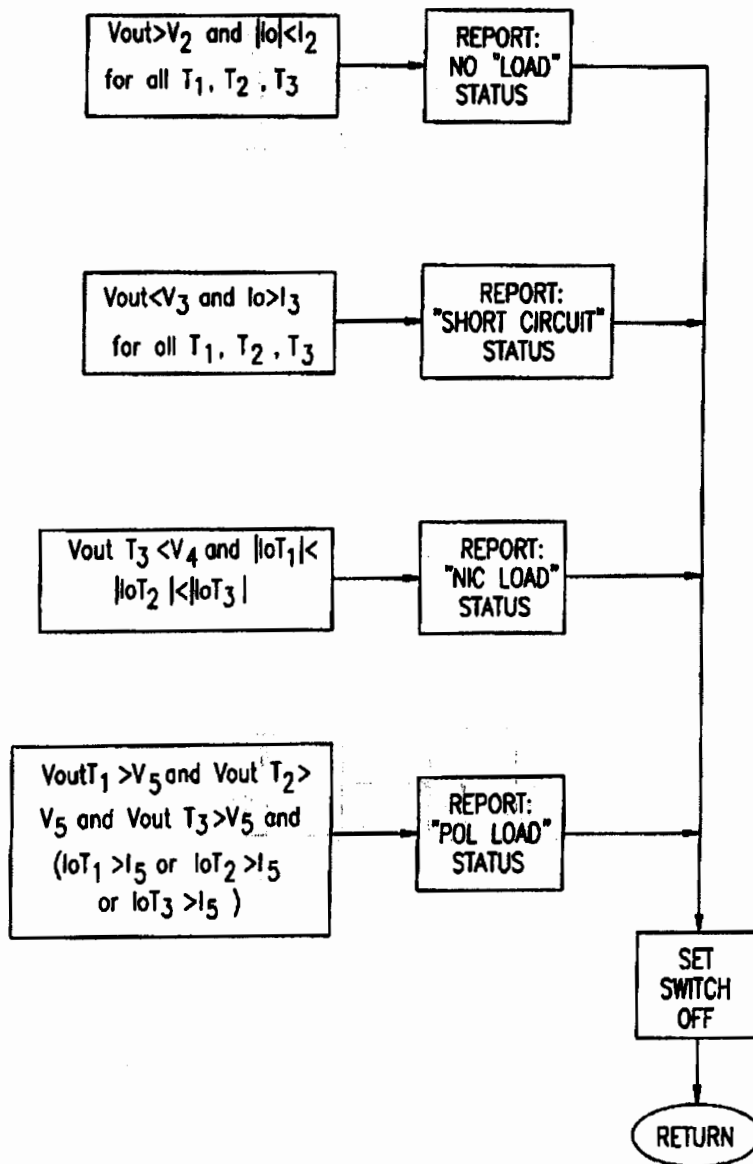 Vout>V2 and |Io|<I2
for all T1, T2 , T3
REPORT:
NO "LOAD"
STATUS
Vout<V3 and Io>I3
for all T1, T2 , T3
REPORT:
"SHORT CIRCUIT"
STATUS
Vout T3 <V4 and |IoT1|<
|IoT2 |<|IoT3|
REPORT:
"NIC LOAD"
STATUS
VoutT1 >V5 and Vout T2>
V5 and Vout T3>V5 and
(IoT1 >I5 or IoT2 >I5
or IoT3 >I5 )
REPORT:
"POL LOAD"
STATUS
SET
SWITCH
OFF
RETURN